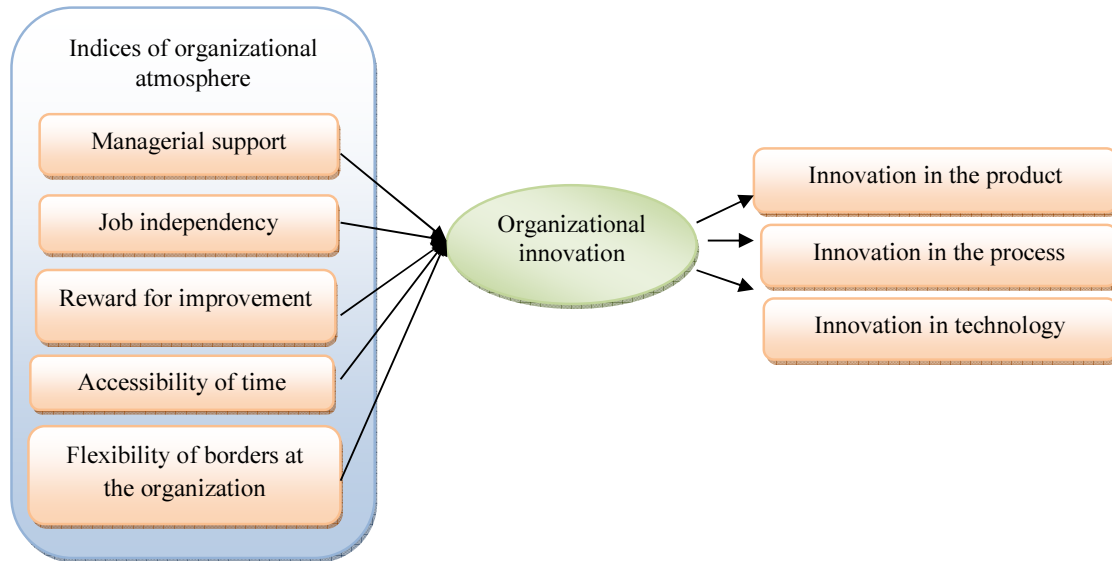 Indices of organizational
atmosphere
Managerial support
Job independency
Reward for improvement
Accessibility of time
Flexibility of borders at
the organization
Organizational
innovation
Innovation in the product
Innovation in the process
Innovation in technology